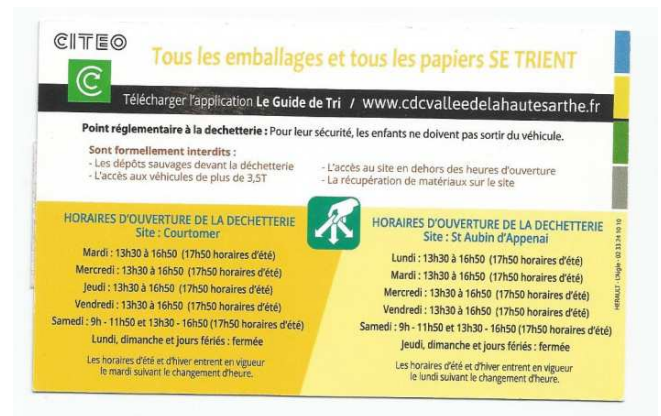 CITEO
Tous les emballages et tous les papiers SE TRIENT
Télécharger l'application Le Guide de Tri / www.cdcvalleedelahautesarthe.fr
Point réglementaire à la dechetterie : Pour leur sécurité, les enfants ne doivent pas sortir du véhicule.
Sont formellement interdits :
- Les dépôts sauvages devant la déchetterie
- L'accès aux véhicules de plus de 3,5T
- L'accès au site en dehors des heures d'ouverture
- La récupération de matériaux sur le site
HORAIRES D'OUVERTURE DE LA DECHETTERIE
Site : Courtomer
Mardi : 13h30 à 16h50 (17h50 horaires d'été)
Mercredi : 13h30 à 16h50 (17h50 horaires d'été)
Jeudi : 13h30 à 16h50 (17h50 horaires d'été)
Vendredi : 13h30 à 16h50 (17h50 horaires d'été)
Samedi : 9h - 11h50 et 13h30 - 16h50 (17h50 horaires d'été)
Lundi, dimanche et jours fériés : fermée
Les horaires d'été et d'hiver entrent en vigueur
le mardi suivant le changement d'heure.
HORAIRES D'OUVERTURE DE LA DECHETTERIE
Site : St Aubin d'Appenai
Lundi : 13h30 à 16h50 (17h50 horaires d'été)
Mardi : 13h30 à 16h50 (17h50 horaires d'été)
Mercredi : 13h30 à 16h50 (17h50 horaires d'été)
Vendredi : 13h30 à 16h50 (17h50 horaires d'été)
Samedi : 9h - 11h50 et 13h30 - 16h50 (17h50 horaires d'été)
Jeudi, dimanche et jours fériés : fermée
Les horaires d'été et d'hiver entrent en vigueur
le lundi suivant le changement d'heure.
HERAULT - L'Aigle - 02 33 24 10 10